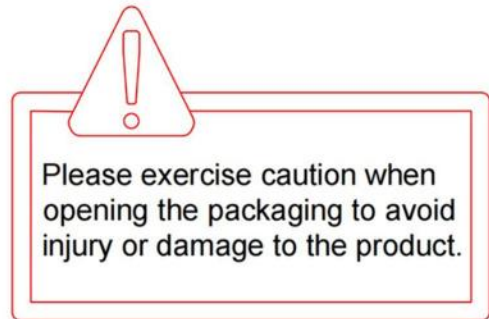 Please exercise caution when
opening the packaging to avoid
injury or damage to the product.